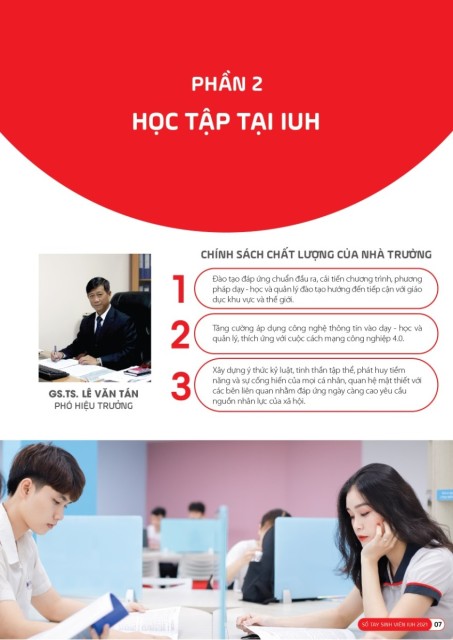 PHẦN 2
HỌC TẬP TẠI IUH
CHÍNH SÁCH CHẤT LƯỢNG CỦA NHÀ TRƯỜNG
1
Đào tạo đáp ứng chuẩn đầu ra, cải tiến chương trình, phương
pháp dạy - học và quản lý đào tạo hướng đến tiếp cận với giáo
dục khu vực và thế giới.
2
Tăng cường áp dụng công nghệ thông tin vào dạy - học và
quản lý, thích ứng với cuộc cách mạng công nghiệp 4.0.
3
Xây dựng ý thức kỷ luật, tinh thần tập thể, phát huy tiềm
năng và sự cống hiến của mọi cá nhân, quan hệ mật thiết với
các bên liên quan nhằm đáp ứng ngày càng cao yêu cầu
nguồn nhân lực của xã hội.
GS.TS. LÊ VĂN TÁN
PHÓ HIỆU TRƯỞNG
SỔ TAY SINH VIÊN IUH 2021 07